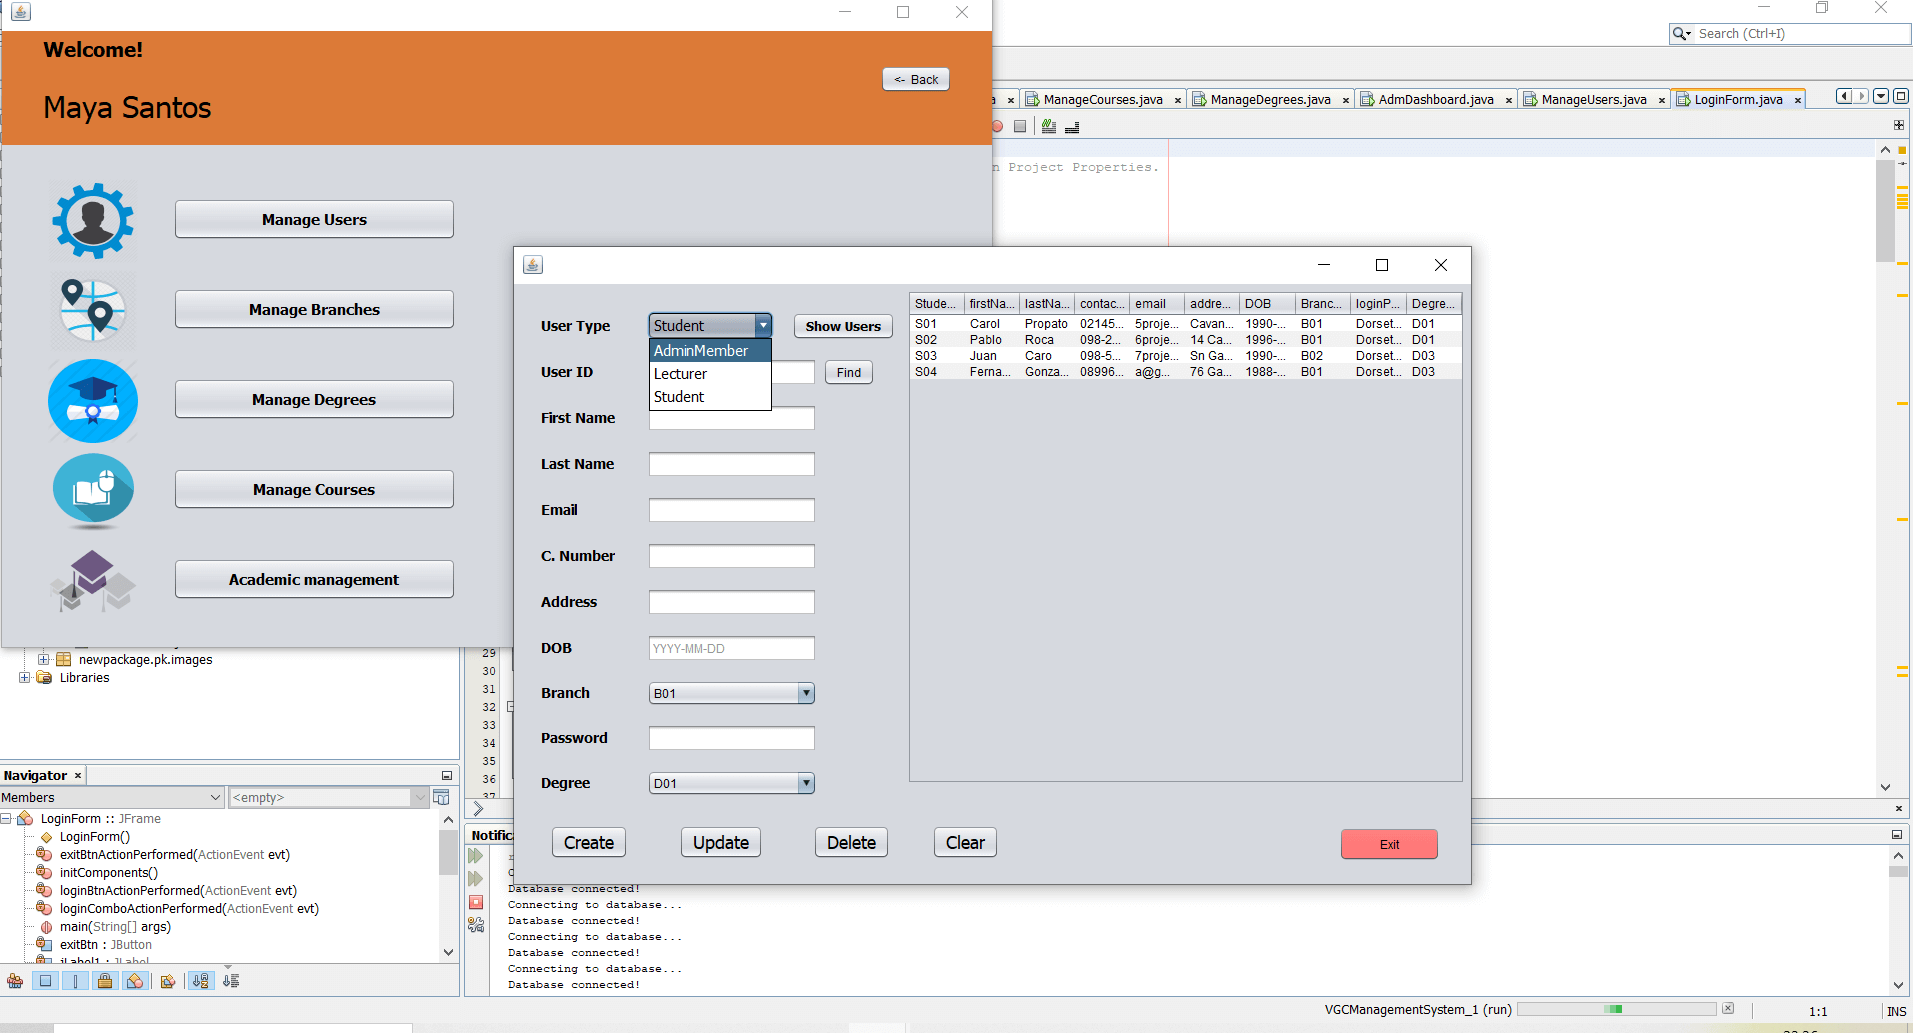 Welcome!
<- Back
Maya Santos
Manage Users
Manage Branches
Manage Degrees
Manage Courses
Academic management
Search (Ctrl+I)
ManageCourses.java
ManageDegrees.java
AdmDashboard.java
ManageUsers.java
LoginForm.java
n Project Properties.
User Type
Student
Show Users
AdminMember
Lecturer
Student
User ID
Find
First Name
Last Name
Email
C. Number
Address
DOB
YYYY-MM-DD
Branch
B01
Password
Degree
D01
Create
Update
Delete
Clear
Exit
Stude... firstNa... lastNa... contac... email addre... DOB Branc... loginP... Degre...
S01 Carol Propato 02145... 5proje... Cavan... 1990-... B01 Dorset... D01
S02 Pablo Roca 098-2... 6proje... 14 Ca... 1996-... B01 Dorset... D01
S03 Juan Caro 098-5... 7proje... Sn Ga... 1990-... B02 Dorset... D03
S04 Ferna... Gonza... 08996... a@g... 76 Ga... 1988-... B01 Dorset... D03
newpackage.pk.images
Libraries
29
30
31
32
33
34
35
36
37
Navigator
Members
<empty>
LoginForm :: JFrame
LoginForm()
exitBtnActionPerformed(ActionEvent evt)
initComponents()
loginBtnActionPerformed(ActionEvent evt)
loginComboActionPerformed(ActionEvent evt)
main(String[] args)
exitBtn : JButton
jLabel1 : JLabel
Notifica
Database connected!
Connecting to database...
Database connected!
Connecting to database...
Database connected!
Connecting to database...
Database connected!
VGCManagementSystem_1 (run)
1:1
INS